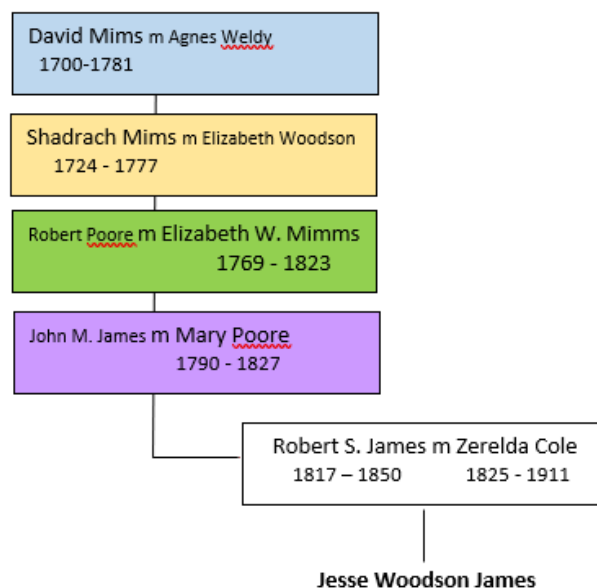 David Mims m Agnes Weldy
1700-1781
Shadrach Mims m Elizabeth Woodson
1724 - 1777
Robert Poore m Elizabeth W. Mimms
1769 - 1823
John M. James m Mary Poore
1790 - 1827
Robert S. James m Zerelda Cole
1817 – 1850 1825 - 1911
Jesse Woodson James